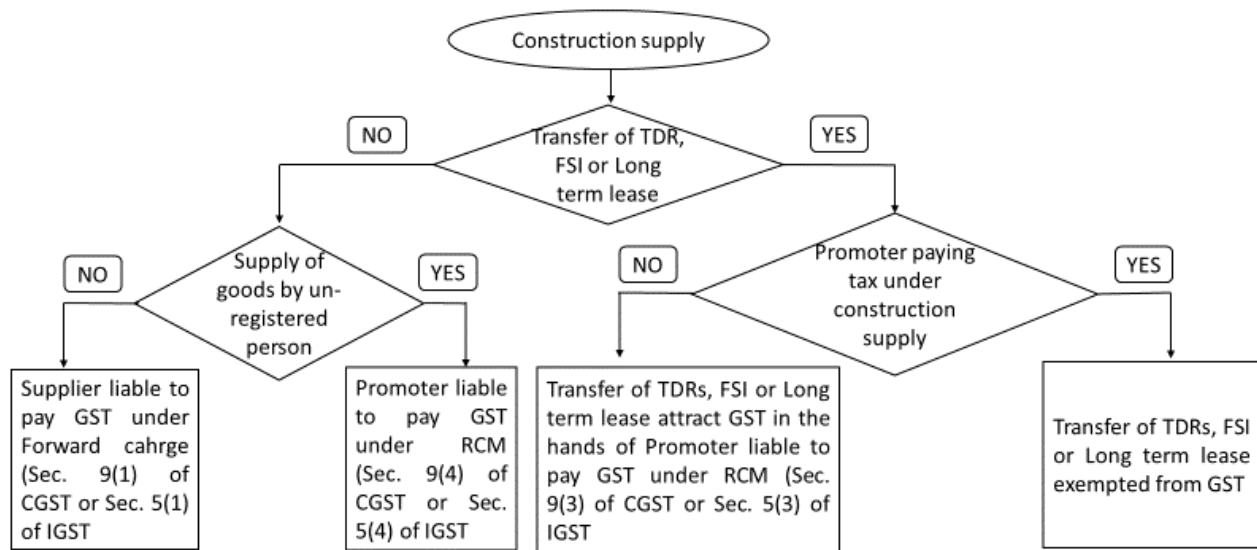 Construction supply
NO
Transfer of TDR,
FSI or Long
term lease
YES
NO
Supply of
goods by un-
registered
person
YES
NO
Promoter paying
tax under
construction
supply
YES
Supplier liable to
pay GST under
Forward cahrge
(Sec. 9(1) of
CGST or Sec. 5(1)
of IGST
Promoter liable
to pay GST
under RCM
(Sec. 9(4) of
CGST or Sec.
5(4) of IGST
Transfer of TDRs, FSI or Long
term lease attract GST in the
hands of Promoter liable to
pay GST under RCM (Sec.
9(3) of CGST or Sec. 5(3) of
IGST
Transfer of TDRs, FSI
or Long term lease
exempted from GST